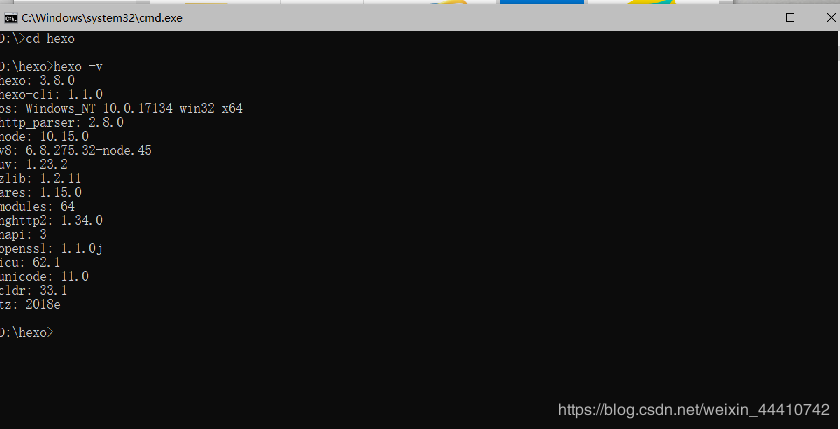 C:\Windows\system32\cmd.exe
D:\>cd hexo
D:\hexo>hexo -v
hexo: 3.8.0
hexo-cli: 1.1.0
os: Windows_NT 10.0.17134 win32 x64
http_parser: 2.8.0
node: 10.15.0
v8: 6.8.275.32-node.45
uv: 1.23.2
zlib: 1.2.11
ares: 1.15.0
modules: 64
nghttp2: 1.34.0
napi: 3
openssl: 1.1.0j
icu: 62.1
unicode: 11.0
cldr: 33.1
tz: 2018e
D:\hexo>
https://blog.csdn.net/weixin_44410742